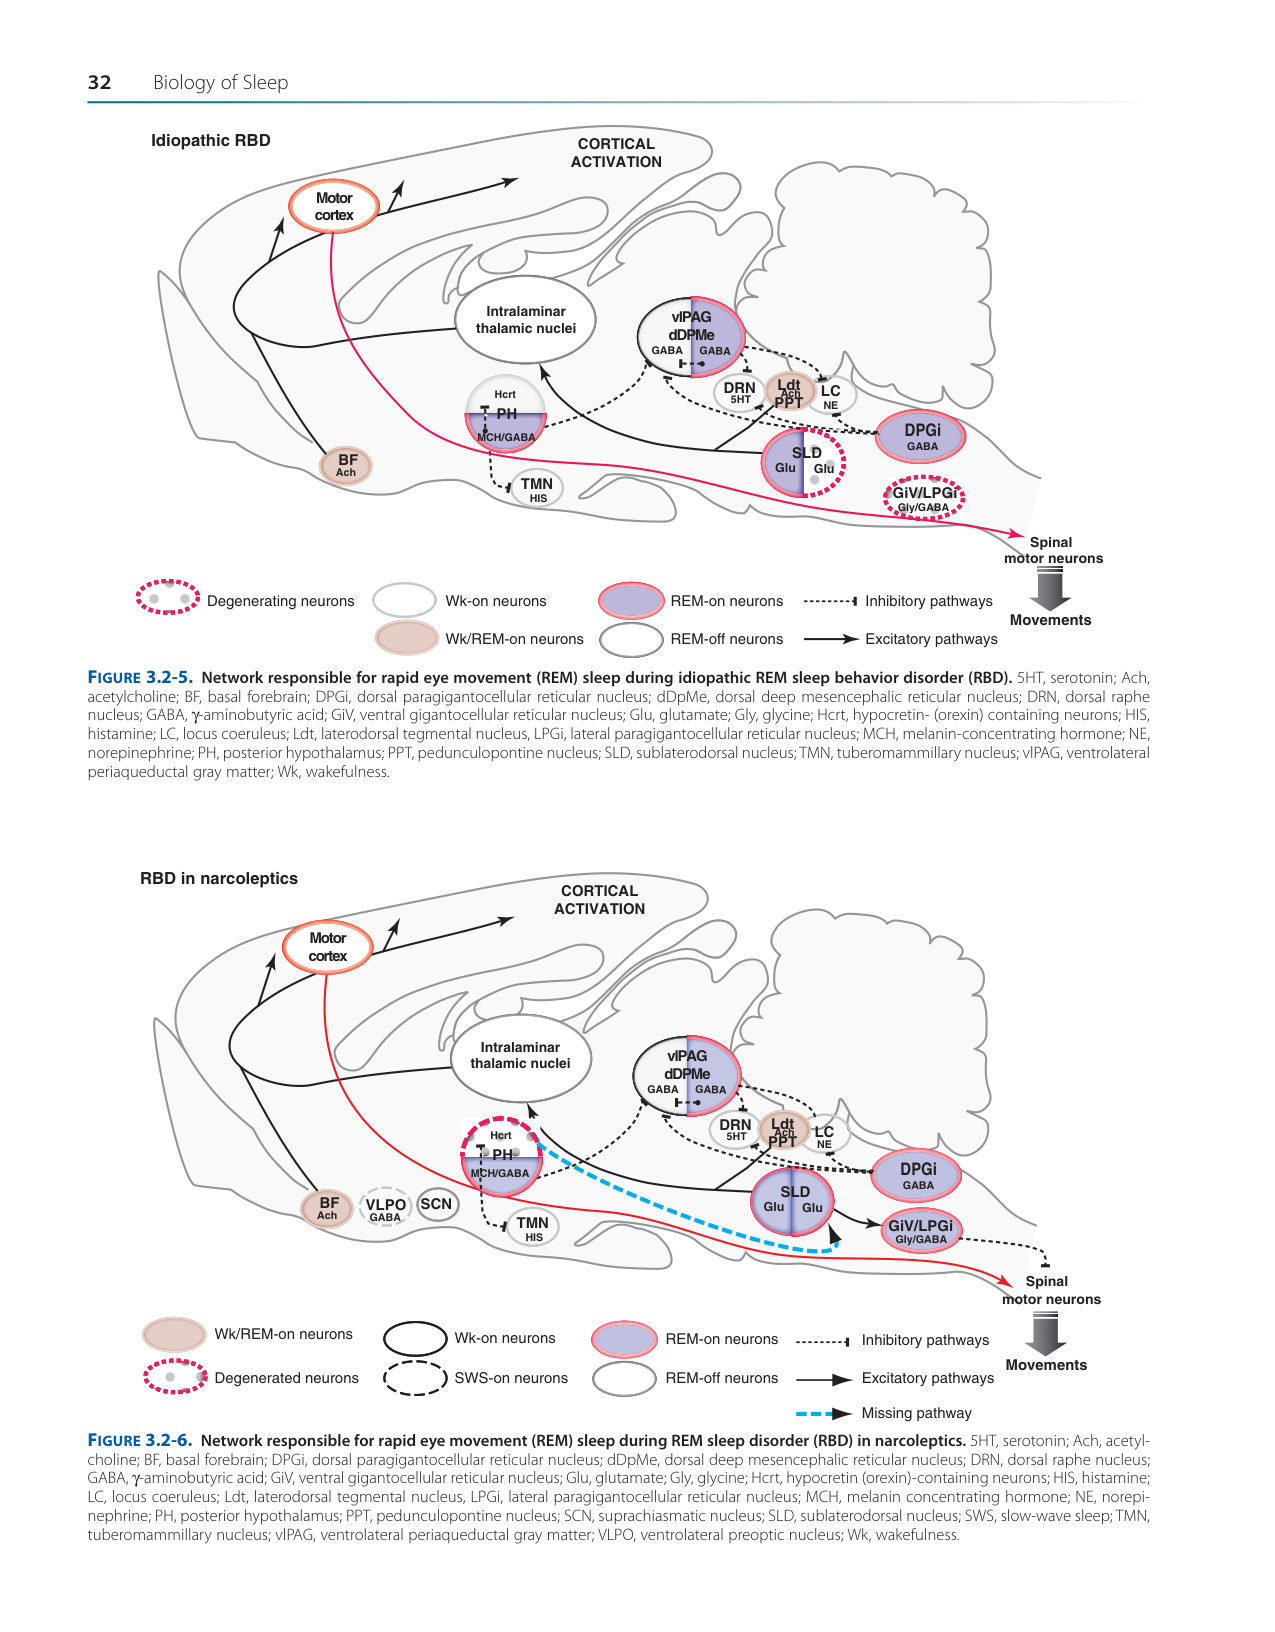 32 Biology of Sleep
Idiopathic RBD
CORTICAL
ACTIVATION
Motor
cortex
Intralaminar
thalamic nuclei
vlPAG
dDPMe
GABA GABA
Hcrt
PH
MCH/GABA
DRN
5HT
Ldt
Ach
PPT
LC
NE
DPGi
GABA
SLD
Glu Glu
BF
Ach
TMN
HIS
GiV/LPGi
Gly/GABA
Spinal
motor neurons
Movements
Degenerating neurons
Wk-on neurons
REM-on neurons
Inhibitory pathways
Wk/REM-on neurons
REM-off neurons
Excitatory pathways
FIGURE 3.2-5. Network responsible for rapid eye movement (REM) sleep during idiopathic REM sleep behavior disorder (RBD). 5HT, serotonin; Ach,
acetylcholine; BF, basal forebrain; DPGi, dorsal paragigantocellular reticular nucleus; dDpMe, dorsal deep mesencephalic reticular nucleus; DRN, dorsal raphe
nucleus; GABA, γ-aminobutyric acid; GiV, ventral gigantocellular reticular nucleus; Glu, glutamate; Gly, glycine; Hcrt, hypocretin- (orexin) containing neurons; HIS,
histamine; LC, locus coeruleus; Ldt, laterodorsal tegmental nucleus, LPGi, lateral paragigantocellular reticular nucleus; MCH, melanin-concentrating hormone; NE,
norepinephrine; PH, posterior hypothalamus; PPT, pedunculopontine nucleus; SLD, sublaterodorsal nucleus; TMN, tuberomammillary nucleus; vlPAG, ventrolateral
periaqueductal gray matter; Wk, wakefulness.
RBD in narcoleptics
CORTICAL
ACTIVATION
Motor
cortex
Intralaminar
thalamic nuclei
vlPAG
dDPMe
GABA GABA
Hcrt
PH
MCH/GABA
DRN
5HT
Ldt
Ach
PPT
LC
NE
DPGi
GABA
SLD
Glu Glu
BF
Ach
VLPO
GABA
SCN
TMN
HIS
GiV/LPGi
Gly/GABA
Spinal
motor neurons
Movements
Wk/REM-on neurons
Wk-on neurons
REM-on neurons
Inhibitory pathways
Degenerated neurons
SWS-on neurons
REM-off neurons
Excitatory pathways
Missing pathway
FIGURE 3.2-6. Network responsible for rapid eye movement (REM) sleep during REM sleep disorder (RBD) in narcoleptics. 5HT, serotonin; Ach, acetyl-
choline; BF, basal forebrain; DPGi, dorsal paragigantocellular reticular nucleus; dDpMe, dorsal deep mesencephalic reticular nucleus; DRN, dorsal raphe nucleus;
GABA, γ-aminobutyric acid; GiV, ventral gigantocellular reticular nucleus; Glu, glutamate; Gly, glycine; Hcrt, hypocretin (orexin)-containing neurons; HIS, histamine;
LC, locus coeruleus; Ldt, laterodorsal tegmental nucleus, LPGi, lateral paragigantocellular reticular nucleus; MCH, melanin concentrating hormone; NE, norepi-
nephrine; PH, posterior hypothalamus; PPT, pedunculopontine nucleus; SCN, suprachiasmatic nucleus; SLD, sublaterodorsal nucleus; SWS, slow-wave sleep; TMN,
tuberomammillary nucleus; vlPAG, ventrolateral periaqueductal gray matter; VLPO, ventrolateral preoptic nucleus; Wk, wakefulness.